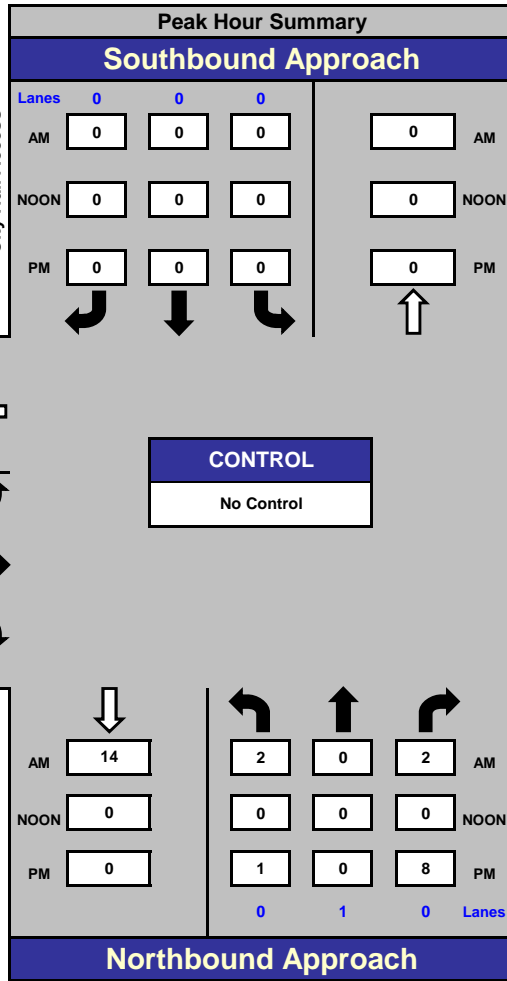 Peak Hour Summary
Southbound Approach
Lanes 0 0 0
AM 0 0 0 0 AM
NOON 0 0 0 0 NOON
PM 0 0 0 0 PM
CONTROL
No Control
AM 14 2 0 2 AM
NOON 0 0 0 0 NOON
PM 0 1 0 8 PM
0 1 0 Lanes
Northbound Approach